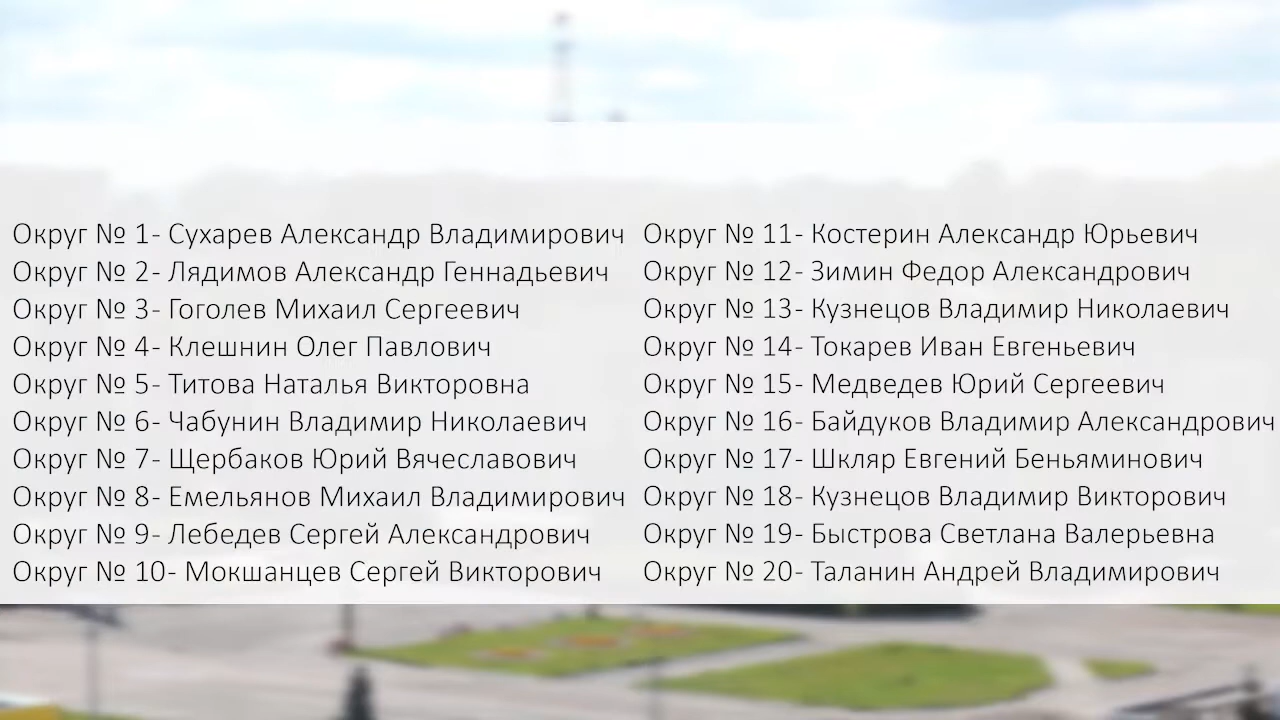 Округ № 1- Сухарев Александр Владимирович
Округ № 2- Лядимов Александр Геннадьевич
Округ № 3- Гоголев Михаил Сергеевич
Округ № 4- Клешнин Олег Павлович
Округ № 5- Титова Наталья Викторовна
Округ № 6- Чабунин Владимир Николаевич
Округ № 7- Щербаков Юрий Вячеславович
Округ № 8- Емельянов Михаил Владимирович
Округ № 9- Лебедев Сергей Александрович
Округ № 10- Мокшанцев Сергей Викторович
Округ № 11- Костерин Александр Юрьевич
Округ № 12- Зимин Федор Александрович
Округ № 13- Кузнецов Владимир Николаевич
Округ № 14- Токарев Иван Евгеньевич
Округ № 15- Медведев Юрий Сергеевич
Округ № 16- Байдуков Владимир Александрович
Округ № 17- Шкляр Евгений Беньяминович
Округ № 18- Кузнецов Владимир Викторович
Округ № 19- Быстрова Светлана Валерьевна
Округ № 20- Таланин Андрей Владимирович